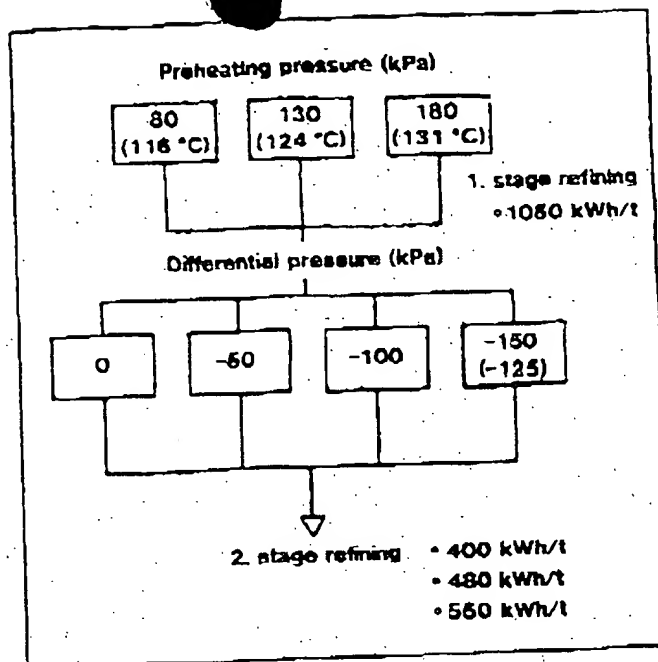 Preheating pressure (kPa)
80 130 180
(116 °C) (124 °C) (131 °C)
1. stage refining
• 1050 kWh/t
Differential pressure (kPa)
0 -50 -100 -150
(-125)
2. stage refining • 400 kWh/t
• 480 kWh/t
• 560 kWh/t